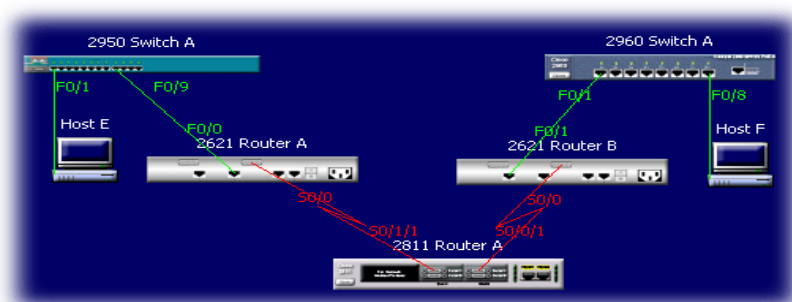 2950 Switch A
2960 Switch A
F0/1
F0/9
F0/1
F0/8
Host E
F0/0
F0/1
Host F
2621 Router A
2621 Router B
S0/0
S0/0
S0/1/1
S0/0/1
2811 Router A